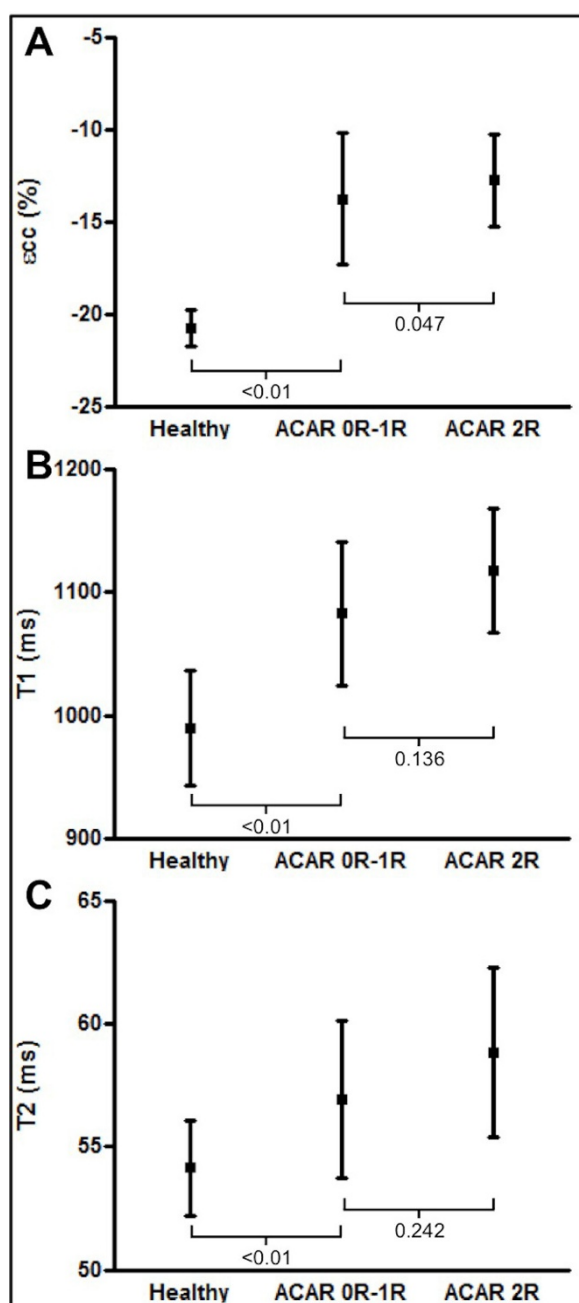 A
-5
-10
-15
-20
-25
εcc (%)
0.047
<0.01
Healthy ACAR 0R-1R ACAR 2R
B
1200
1100
1000
900
T1 (ms)
0.136
<0.01
Healthy ACAR 0R-1R ACAR 2R
C
65
60
55
50
T2 (ms)
0.242
<0.01
Healthy ACAR 0R-1R ACAR 2R